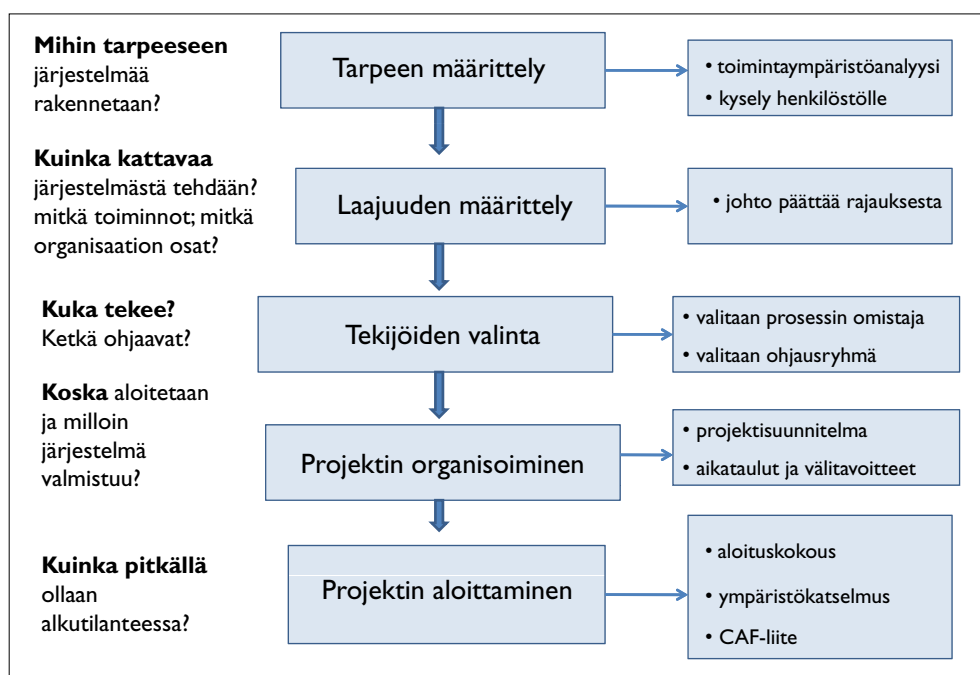 Mihin tarpeeseen
järjestelmää
rakennetaan?
Tarpeen määrittely
• toimintaympäristöanalyysi
• kysely henkilöstölle
Kuinka kattavaa
järjestelmästä tehdään?
mitkä toiminnot; mitkä
organisaation osat?
Laajuuden määrittely
• johto päättää rajauksesta
Kuka tekee?
Ketkä ohjaavat?
Tekijöiden valinta
• valitaan prosessin omistaja
• valitaan ohjausryhmä
Koska aloitetaan
ja milloin
järjestelmä
valmistuu?
Projektin organisoiminen
• projektisuunnitelma
• aikataulut ja välitavoitteet
Kuinka pitkällä
ollaan
alkutilanteessa?
Projektin aloittaminen
• aloituskokous
• ympäristökatselmus
• CAF-liite